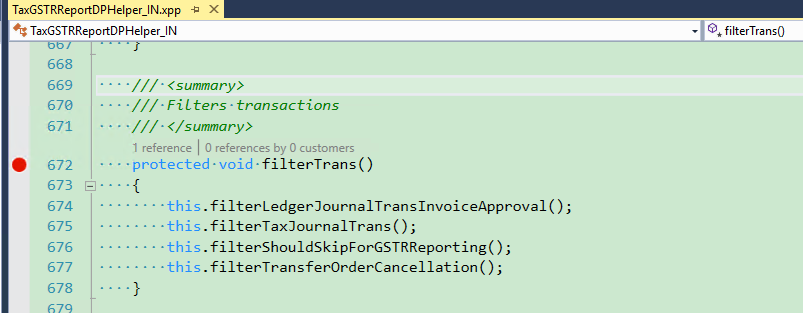 TaxGSTRReportDPHelper_IN.xpp
TaxGSTRReportDPHelper_IN filterTrans()
667 }
668
669 /// <summary>
670 /// Filters transactions
671 /// </summary>
1 reference | 0 references by 0 customers
672 protected void filterTrans()
673 {
674 this.filterLedgerJournalTransInvoiceApproval();
675 this.filterTaxJournalTrans();
676 this.filterShouldSkipForGSTRReporting();
677 this.filterTransferOrderCancellation();
678 }
679